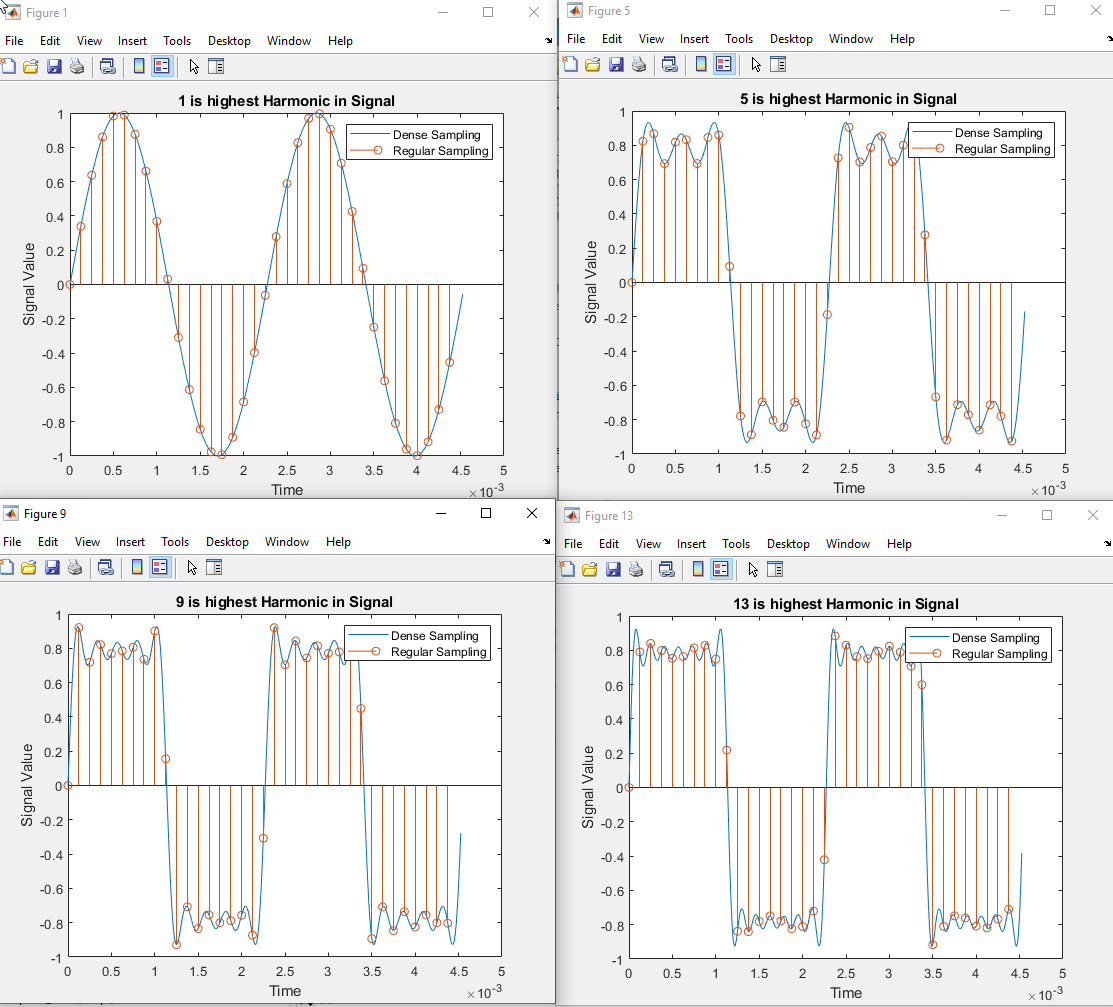 Figure 1
File Edit View Insert Tools Desktop Window Help
1 is highest Harmonic in Signal
Dense Sampling
Regular Sampling
1
0.8
0.6
0.4
0.2
0
-0.2
-0.4
-0.6
-0.8
-1
Signal Value
0 0.5 1 1.5 2 2.5 3 3.5 4 4.5 5
Time
×10-3
Figure 5
File Edit View Insert Tools Desktop Window Help
5 is highest Harmonic in Signal
Dense Sampling
Regular Sampling
1
0.8
0.6
0.4
0.2
0
-0.2
-0.4
-0.6
-0.8
-1
Signal Value
0 0.5 1 1.5 2 2.5 3 3.5 4 4.5 5
Time
×10-3
Figure 9
File Edit View Insert Tools Desktop Window Help
9 is highest Harmonic in Signal
Dense Sampling
Regular Sampling
1
0.8
0.6
0.4
0.2
0
-0.2
-0.4
-0.6
-0.8
-1
Signal Value
0 0.5 1 1.5 2 2.5 3 3.5 4 4.5 5
Time
×10-3
Figure 13
File Edit View Insert Tools Desktop Window Help
13 is highest Harmonic in Signal
Dense Sampling
Regular Sampling
1
0.8
0.6
0.4
0.2
0
-0.2
-0.4
-0.6
-0.8
-1
Signal Value
0 0.5 1 1.5 2 2.5 3 3.5 4 4.5 5
Time
×10-3